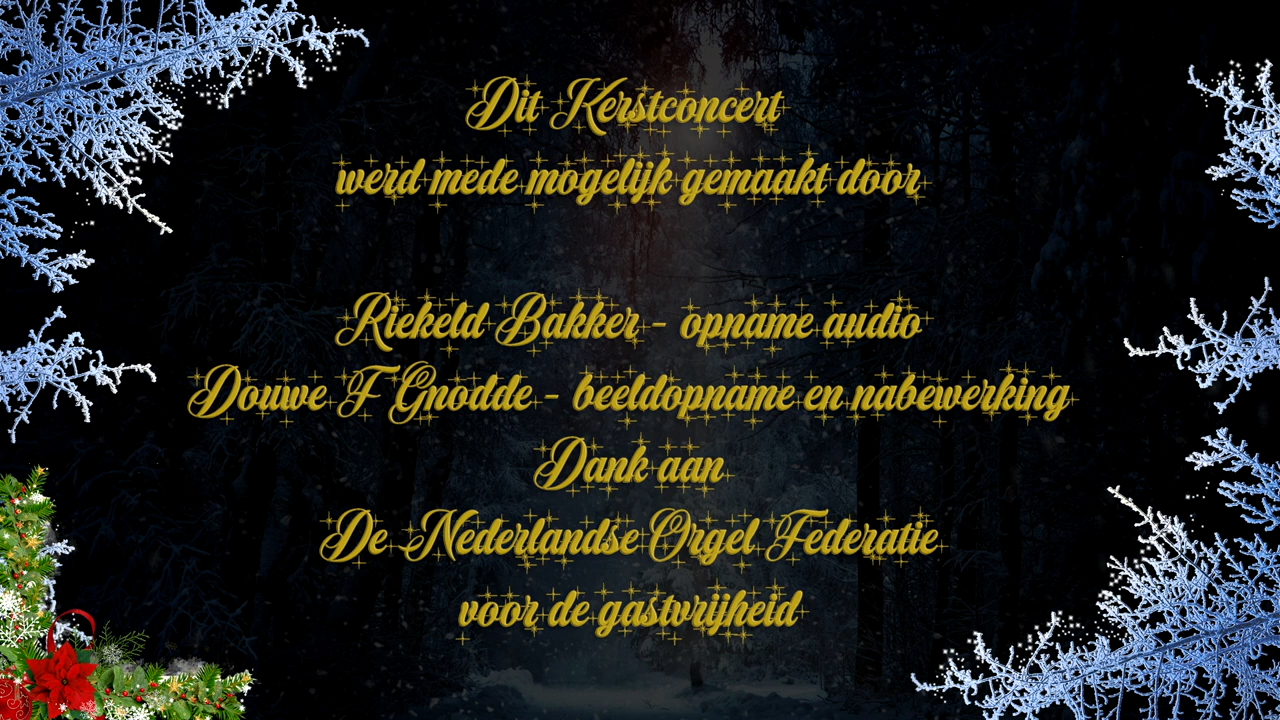 Dit Kerstconcert
werd mede mogelijk gemaakt door
Riekeld Bakker - opname audio
Douwe F Gnodde - beeldopname en nabewerking
Dank aan
De Nederlandse Orgel Federatie
voor de gastvrijheid